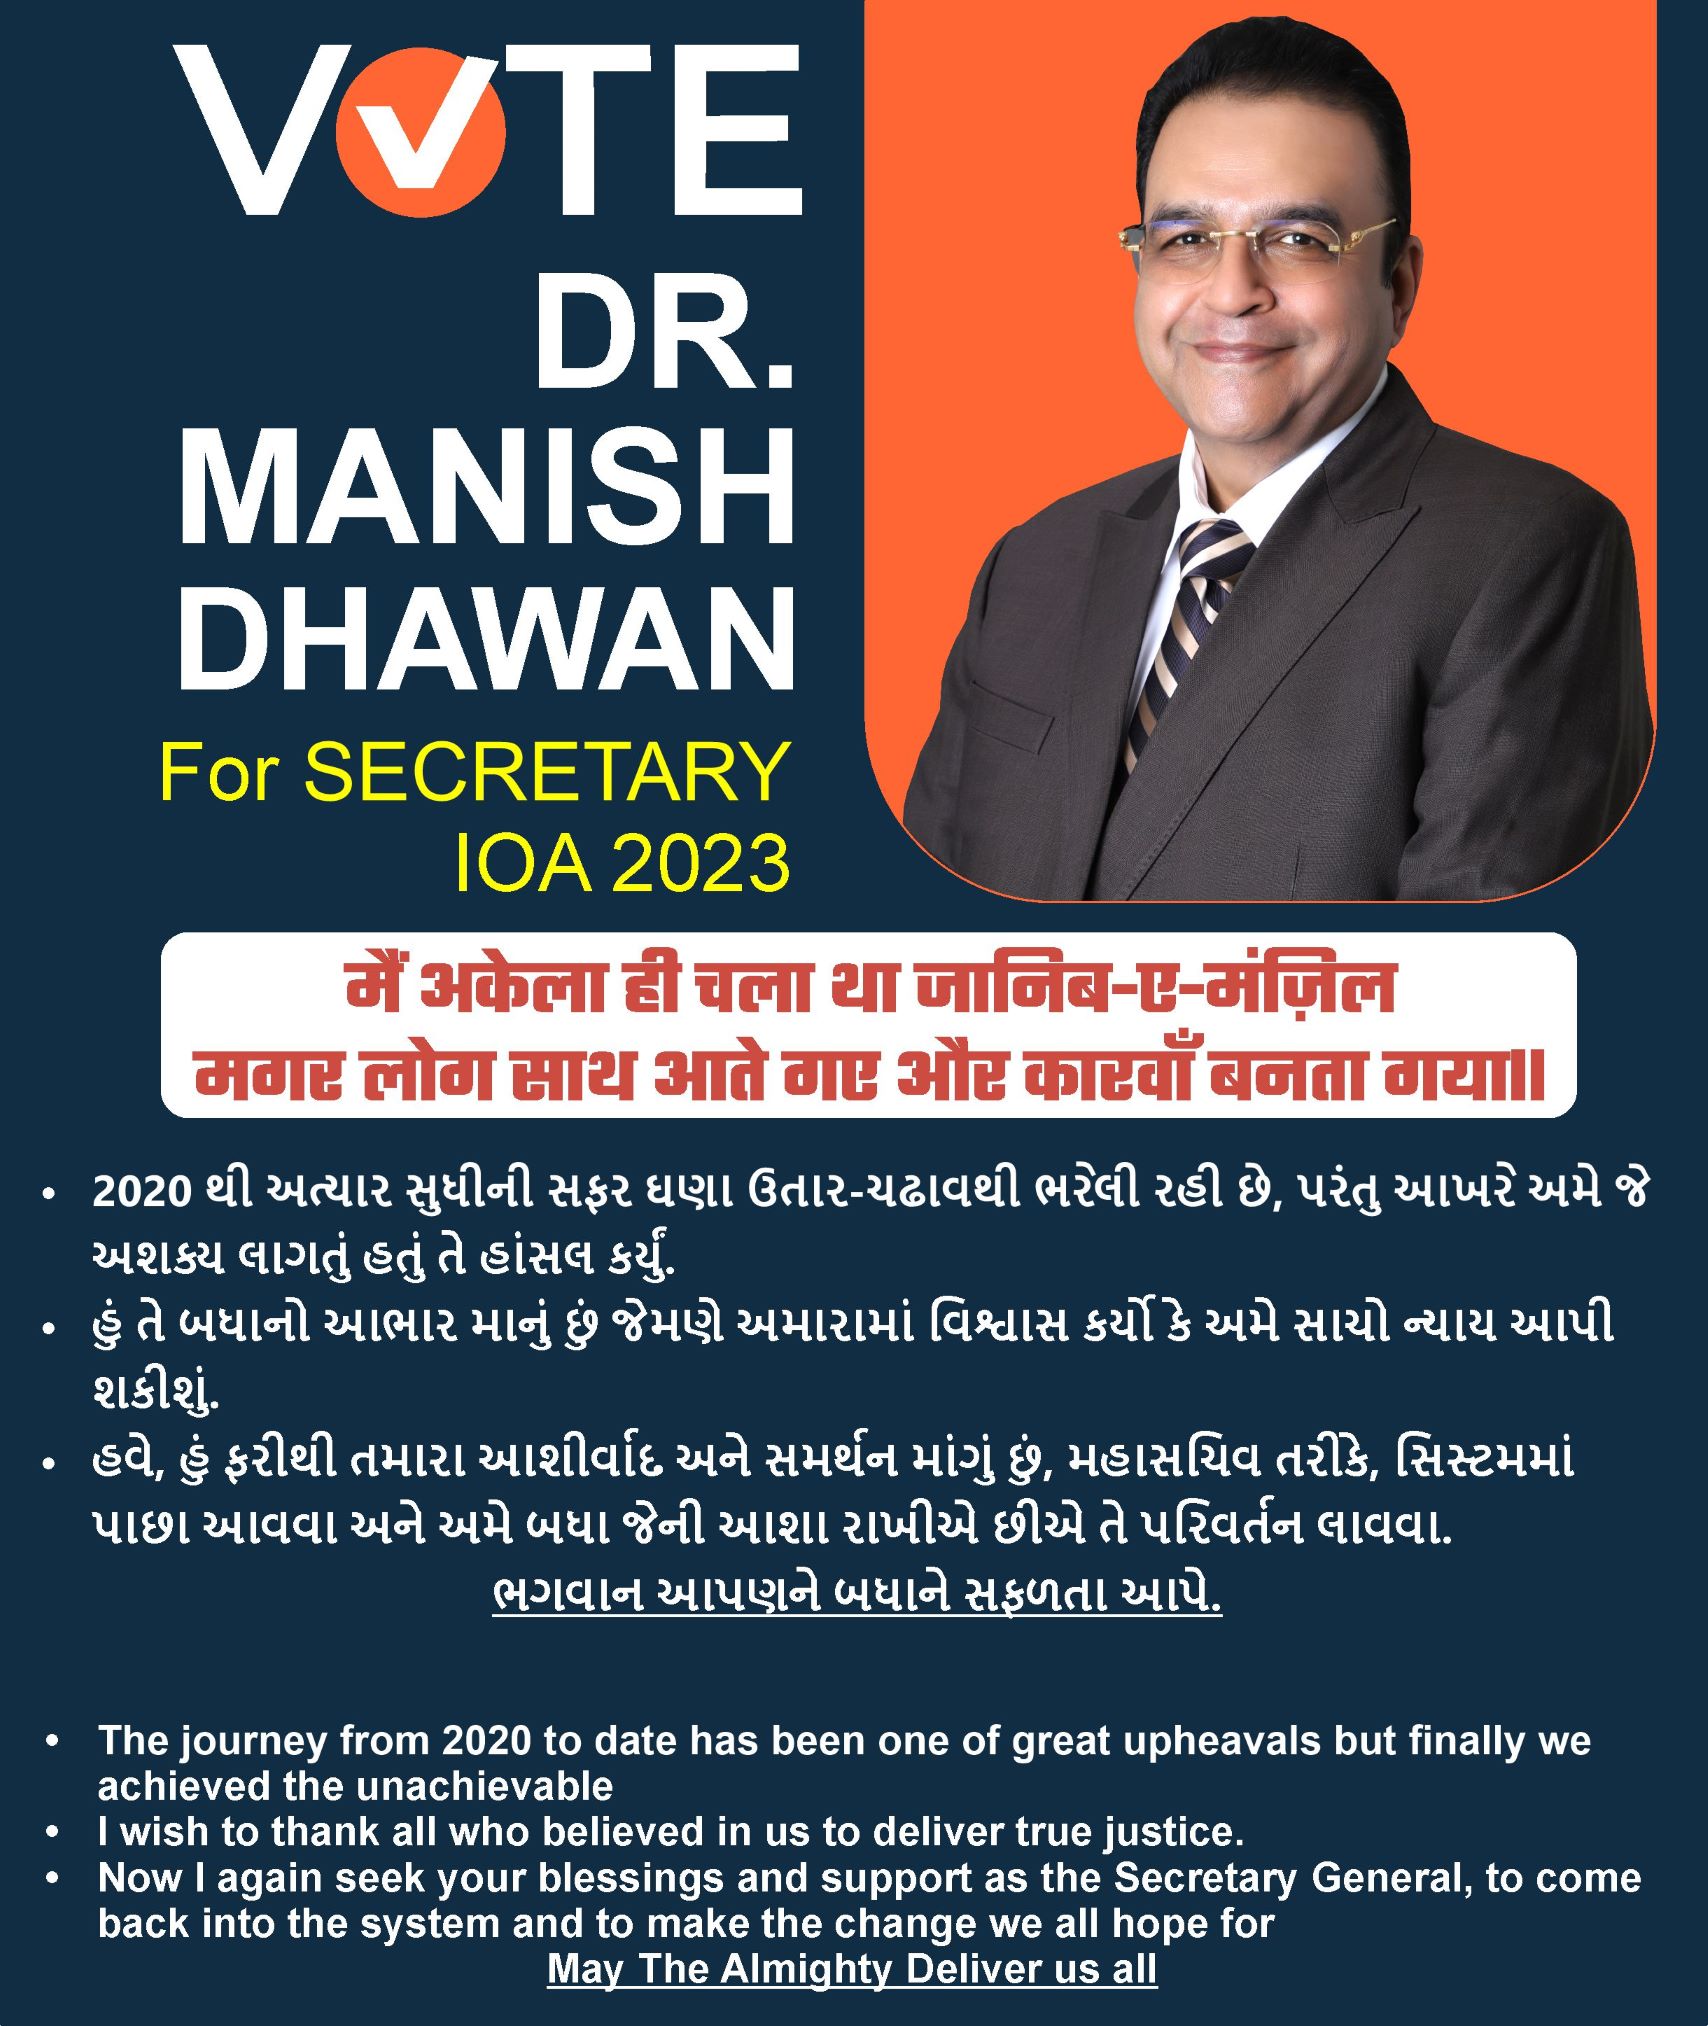 VOTE
DR.
MANISH
DHAWAN
For SECRETARY
IOA 2023
मैं अकेला ही चला था जानिब-ए-मंज़िल
मगर लोग साथ आते गए और कारवाँ बनता गया॥
• 2020 થી અત્યાર સુધીની સફર ઘણા ઉતાર-ચઢાવથી ભરેલી રહી છે, પરંતુ આખરે અમે જે
અશક્ય લાગતું હતું તે હાંસલ કર્યું.
• હું તે બધાનો આભાર માનું છું જેમણે અમારામાં વિશ્વાસ કર્યો કે અમે સાચો ન્યાય આપી
શકીશું.
• હવે, હું ફરીથી તમારા આશીર્વાદ અને સમર્થન માંગું છું, મહાસચિવ તરીકે, સિસ્ટમમાં
પાછા આવવા અને અમે બધા જેની આશા રાખીએ છીએ તે પરિવર્તન લાવવા.
ભગવાન આપણને બધાને સફળતા આપે.
• The journey from 2020 to date has been one of great upheavals but finally we
achieved the unachievable
• I wish to thank all who believed in us to deliver true justice.
• Now I again seek your blessings and support as the Secretary General, to come
back into the system and to make the change we all hope for
May The Almighty Deliver us all